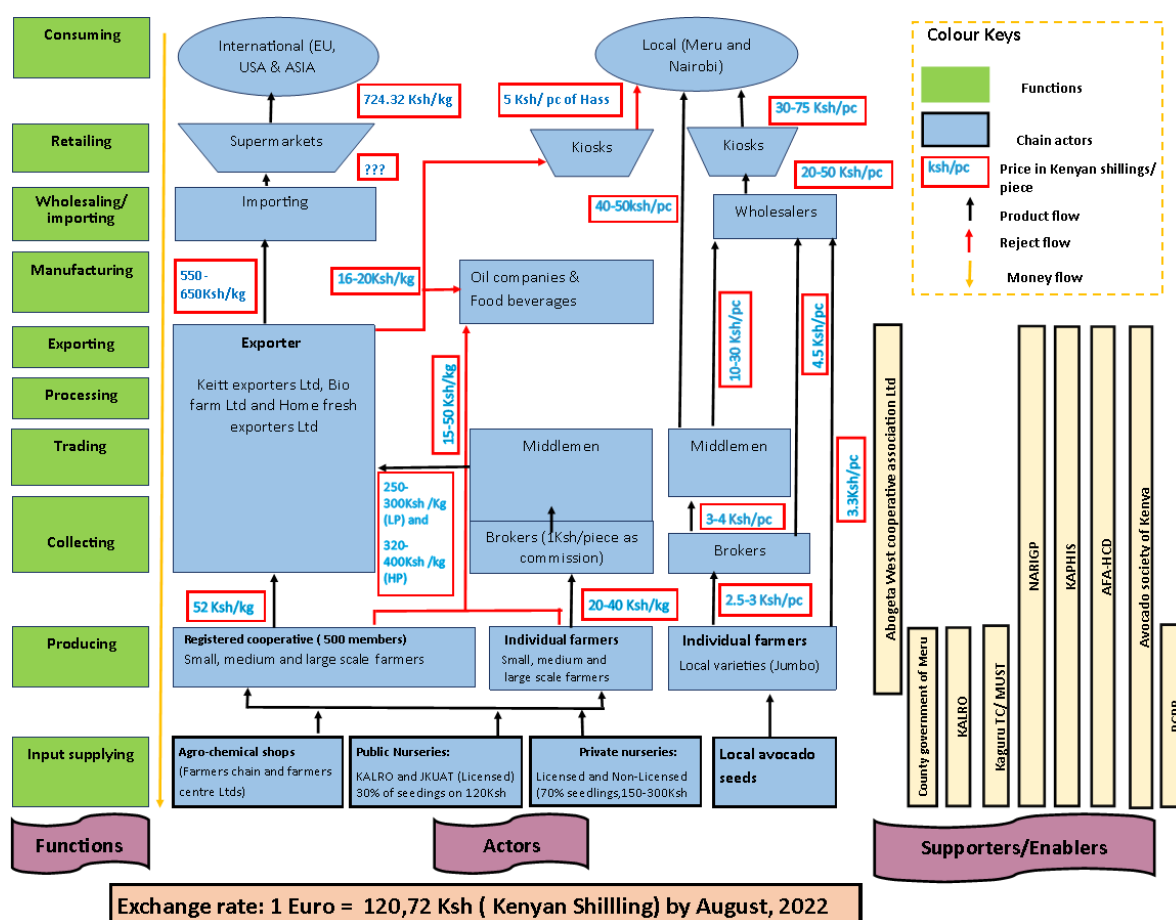 Consuming
Retailing
Wholesaling/
importing
Manufacturing
Exporting
Processing
Trading
Collecting
Producing
Input supplying
Functions
International (EU,
USA & ASIA
724.32 Ksh/kg
Supermarkets
???
Importing
550-
650Ksh/kg
16-20Ksh/kg
Exporter
Keitt exporters Ltd, Bio
farm Ltd and Home fresh
exporters Ltd
52 Ksh/kg
Registered cooperative ( 500 members)
Small, medium and large scale farmers
Agro-chemical shops
(Farmers chain and farmers
centre Ltds)
Local (Meru and
Nairobi)
5 Ksh/ pc of Hass
30-75 Ksh/pc
Kiosks
Kiosks
20-50 Ksh/pc
40-50ksh/pc
Wholesalers
Oil companies &
Food beverages
10-30 Ksh/pc
4.5 Ksh/pc
15-50 Ksh/kg
3.3Ksh/pc
Middlemen
Middlemen
250-
300Ksh /Kg
(LP) and
320-
400Ksh /kg
(HP)
Brokers (1Ksh/piece as
commission)
3-4 Ksh/pc
Brokers
20-40 Ksh/kg
2.5-3 Ksh/pc
Individual farmers
Small, medium and
large scale farmers
Individual farmers
Local varieties (Jumbo)
Public Nurseries:
KALRO and JKUAT (Licensed)
30% of seedings on 120Ksh
Private nurseries:
Licensed and Non-Licensed
(70% seedlings,150-300Ksh
Local avocado
seeds
Actors
Colour Keys
Functions
Chain actors
ksh/pc
Price in Kenyan shillings/
piece
Product flow
Reject flow
Money flow
Abogeta West cooperative association Ltd
County government of Meru
KALRO
Kaguru TC/ MUST
NARIGP
KAPHIS
AFA-HCD
Avocado society of Kenya
Supporters/Enablers
Exchange rate: 1 Euro = 120,72 Ksh ( Kenyan Shillling) by August, 2022